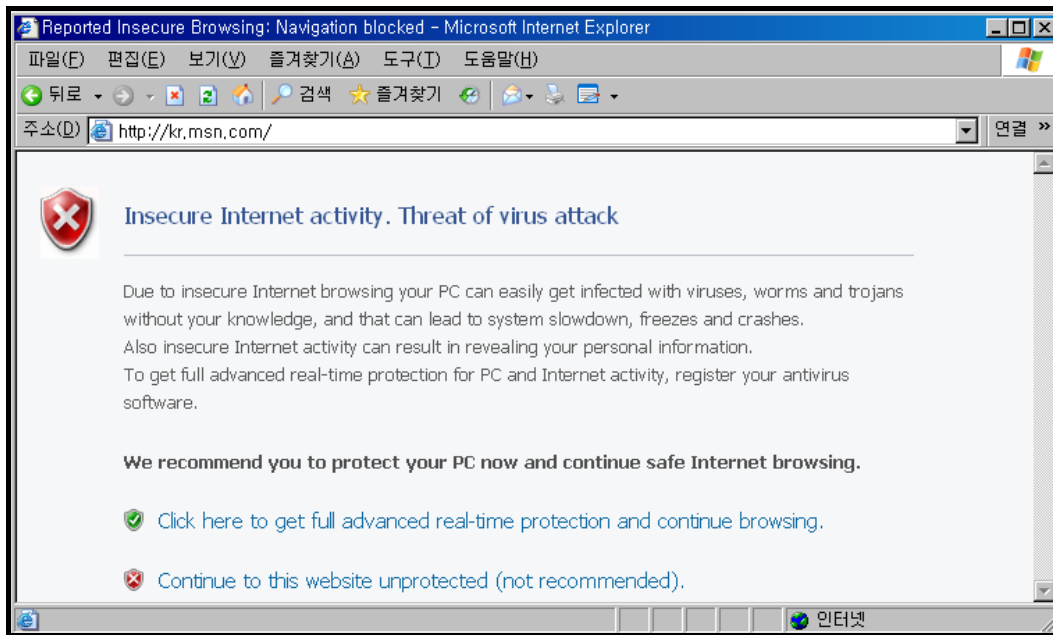 Reported Insecure Browsing: Navigation blocked - Microsoft Internet Explorer
파일(F) 편집(E) 보기(V) 즐겨찾기(A) 도구(T) 도움말(H)
뒤로 검색 즐겨찾기
주소(D) http://kr.msn.com/ 연결 »
Insecure Internet activity. Threat of virus attack
Due to insecure Internet browsing your PC can easily get infected with viruses, worms and trojans
without your knowledge, and that can lead to system slowdown, freezes and crashes.
Also insecure Internet activity can result in revealing your personal information.
To get full advanced real-time protection for PC and Internet activity, register your antivirus
software.
We recommend you to protect your PC now and continue safe Internet browsing.
Click here to get full advanced real-time protection and continue browsing.
Continue to this website unprotected (not recommended).
인터넷